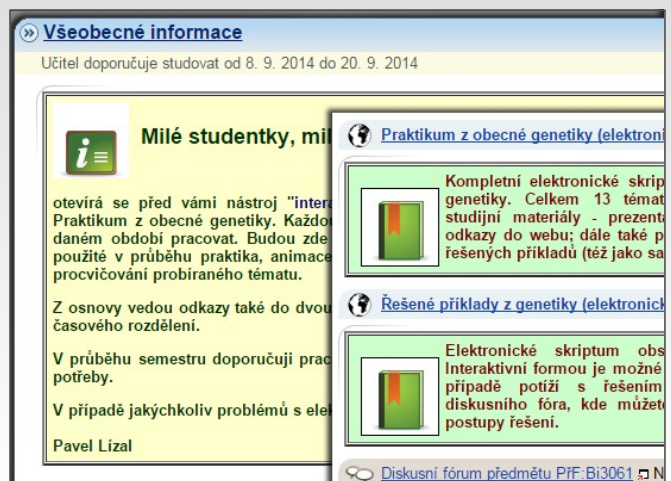 Všeobecné informace
Učitel doporučuje studovat od 8. 9. 2014 do 20. 9. 2014
Milé studentky, mil
otevírá se před vámi nástroj "intera
Praktikum z obecné genetiky. Každou
daném období pracovat. Budou zde
použité v průběhu praktika, animace
procvičování probíraného tématu.
Z osnovy vedou odkazy také do dvou
časového rozdělení.
V průběhu semestru doporučuji prac
potřeby.
V případě jakýchkoliv problémů s elek
Pavel Lízal
Praktikum z obecné genetiky (elektroni
Kompletní elektronické skrip
genetiky. Celkem 13 témat
studijní materiály - prezenta
odkazy do webu; dále také p
řešených příkladů (též jako sa
Řešené příklady z genetiky (elektronick
Elektronické skriptum obs
Interaktivní formou je možné
případě potíží s řešením
diskusního fóra, kde můžete
postupy řešení.
Diskusní fórum předmětu PřF:Bi3061 N